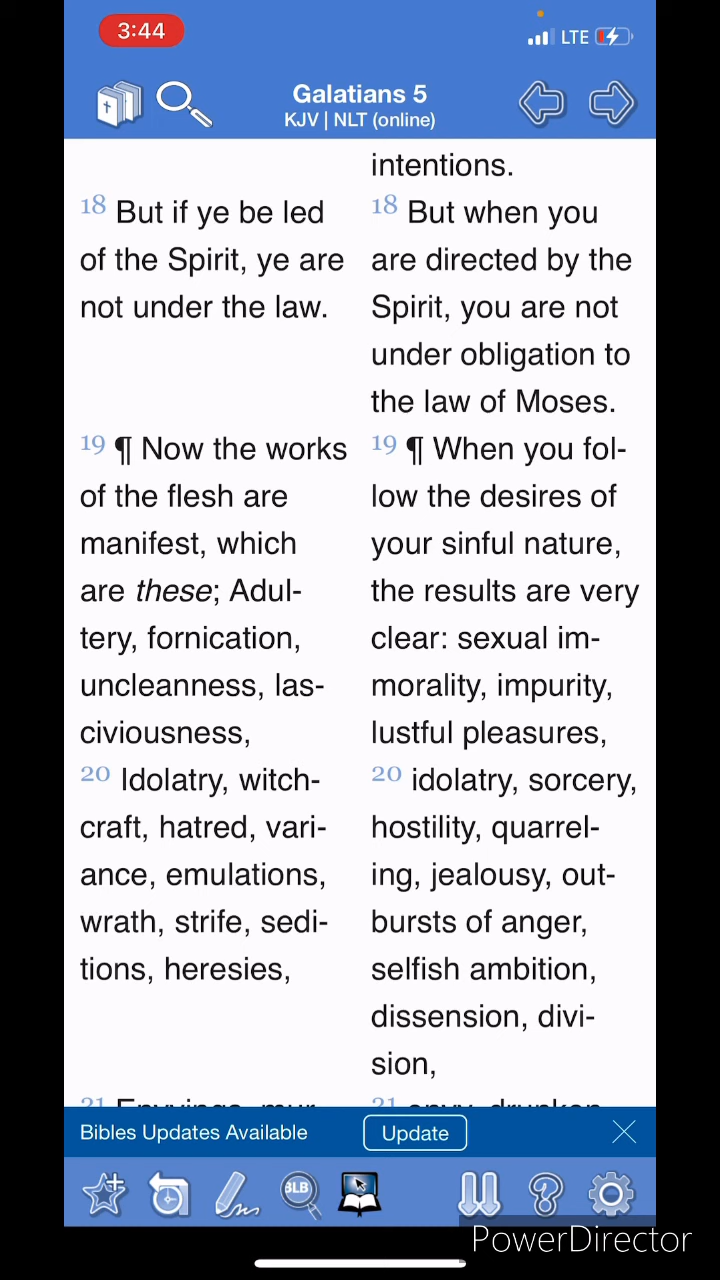 3:44
LTE
Galatians 5
KJV | NLT (online)
intentions.
18 But if ye be led
of the Spirit, ye are
not under the law.
18 But when you
are directed by the
Spirit, you are not
under obligation to
the law of Moses.
19 ¶ Now the works
of the flesh are
manifest, which
are these; Adul-
tery, fornication,
uncleanness, las-
civiousness,
19 ¶ When you fol-
low the desires of
your sinful nature,
the results are very
clear: sexual im-
morality, impurity,
lustful pleasures,
20 Idolatry, witch-
craft, hatred, vari-
ance, emulations,
wrath, strife, sedi-
tions, heresies,
20 idolatry, sorcery,
hostility, quarrel-
ing, jealousy, out-
bursts of anger,
selfish ambition,
dissension, divi-
sion,
21 Envyings, mur-
21 envy, drunken
Bibles Updates Available
Update
BLB
PowerDirector